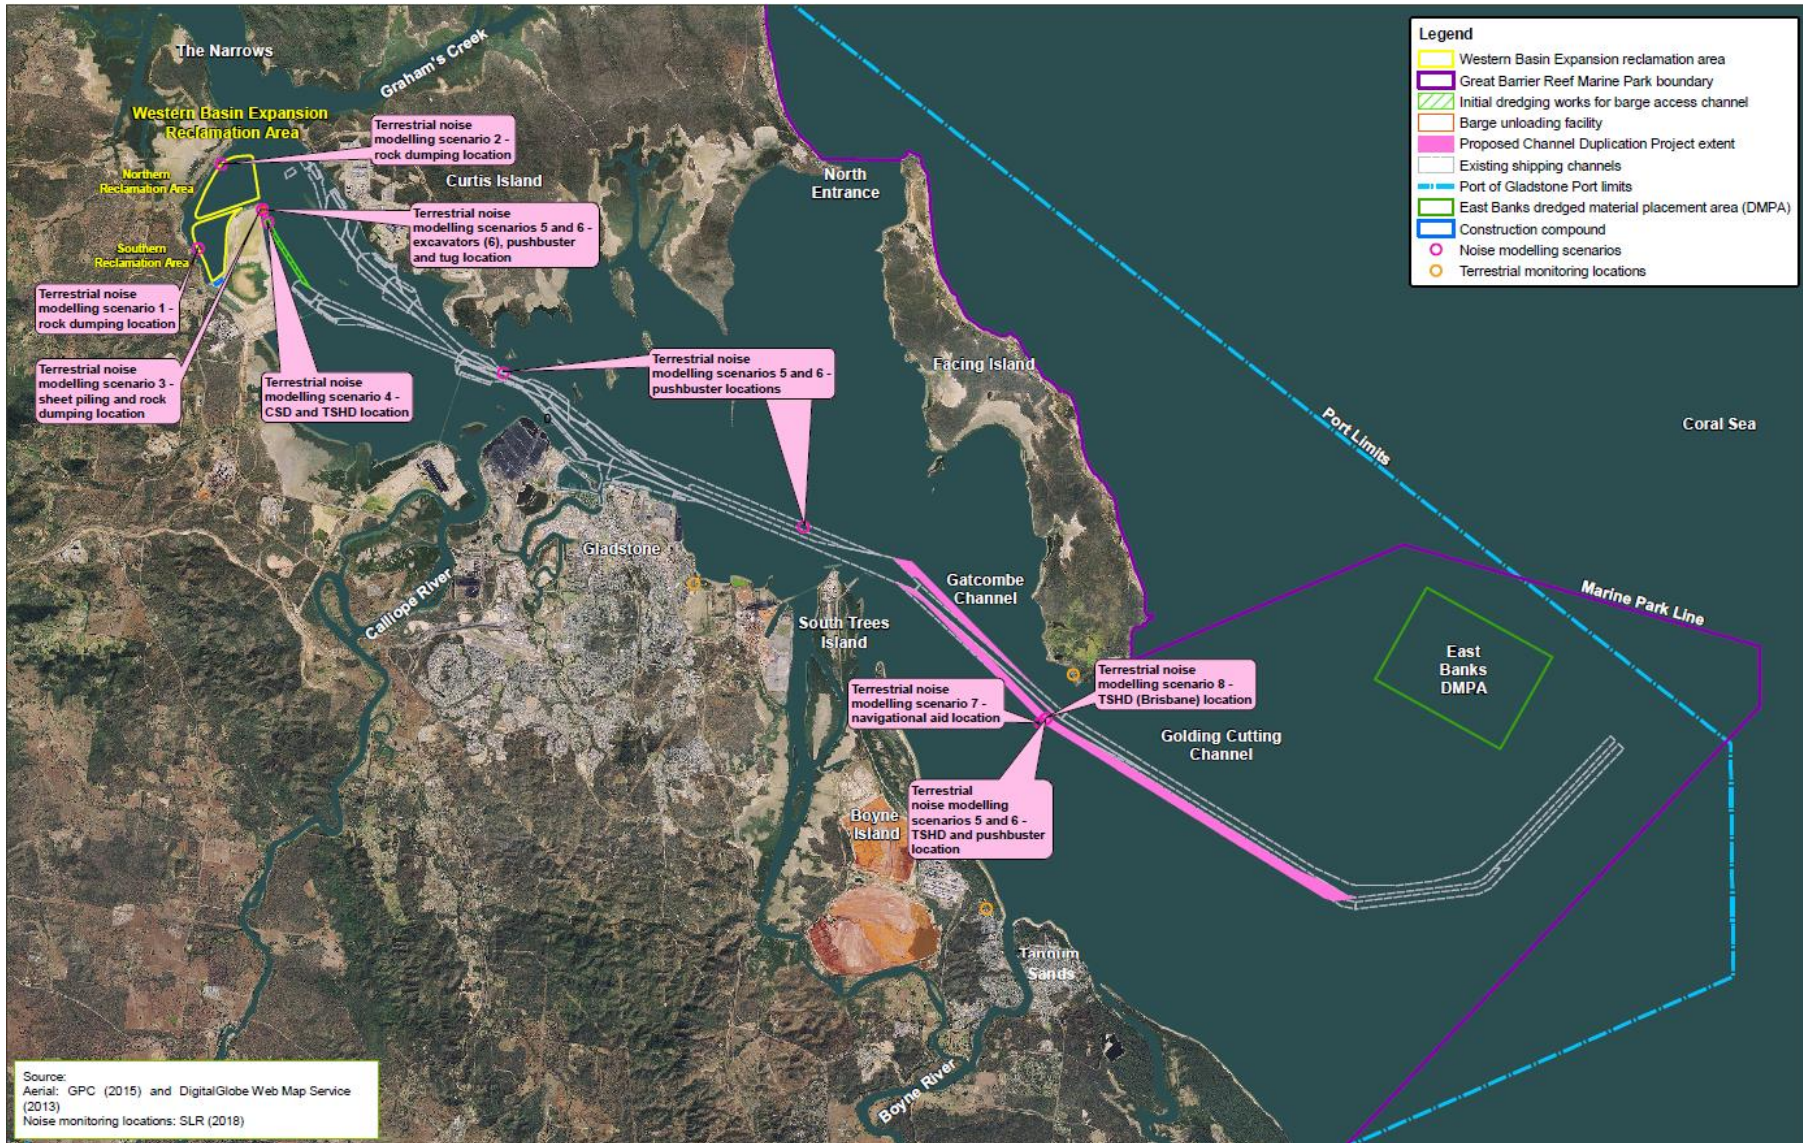 The Narrows
Graham's Creek
Western Basin Expansion
Reclamation Area
Terrestrial noise
modelling scenario 2 -
rock dumping location
Northern
Reclamation Area
Curtis Island
North
Entrance
Terrestrial noise
modelling scenarios 5 and 6 -
excavators (6), pushbuster
and tug location
Southern
Reclamation Area
Terrestrial noise
modelling scenario 1 -
rock dumping location
Terrestrial noise
modelling scenario 3 -
sheet piling and rock
dumping location
Terrestrial noise
modelling scenario 4 -
CSD and TSHD location
Terrestrial noise
modelling scenarios 5 and 6 -
pushbuster locations
Facing Island
Port Limits
Coral Sea
Legend
Western Basin Expansion reclamation area
Great Barrier Reef Marine Park boundary
Initial dredging works for barge access channel
Barge unloading facility
Proposed Channel Duplication Project extent
Existing shipping channels
Port of Gladstone Port limits
East Banks dredged material placement area (DMPA)
Construction compound
Noise modelling scenarios
Terrestrial monitoring locations
Gladstone
Calliope River
Gatcombe
Channel
South Trees
Island
Marine Park Line
East
Banks
DMPA
Terrestrial noise
modelling scenario 7 -
navigational aid location
Terrestrial noise
modelling scenario 8 -
TSHD (Brisbane) location
Golding Cutting
Channel
Terrestrial
noise modelling
scenarios 5 and 6 -
TSHD and pushbuster
location
Boyne
Island
Tannum
Sands
Boyne River
Source:
Aerial: GPC (2015) and DigitalGlobe Web Map Service
(2013)
Noise monitoring locations: SLR (2018)